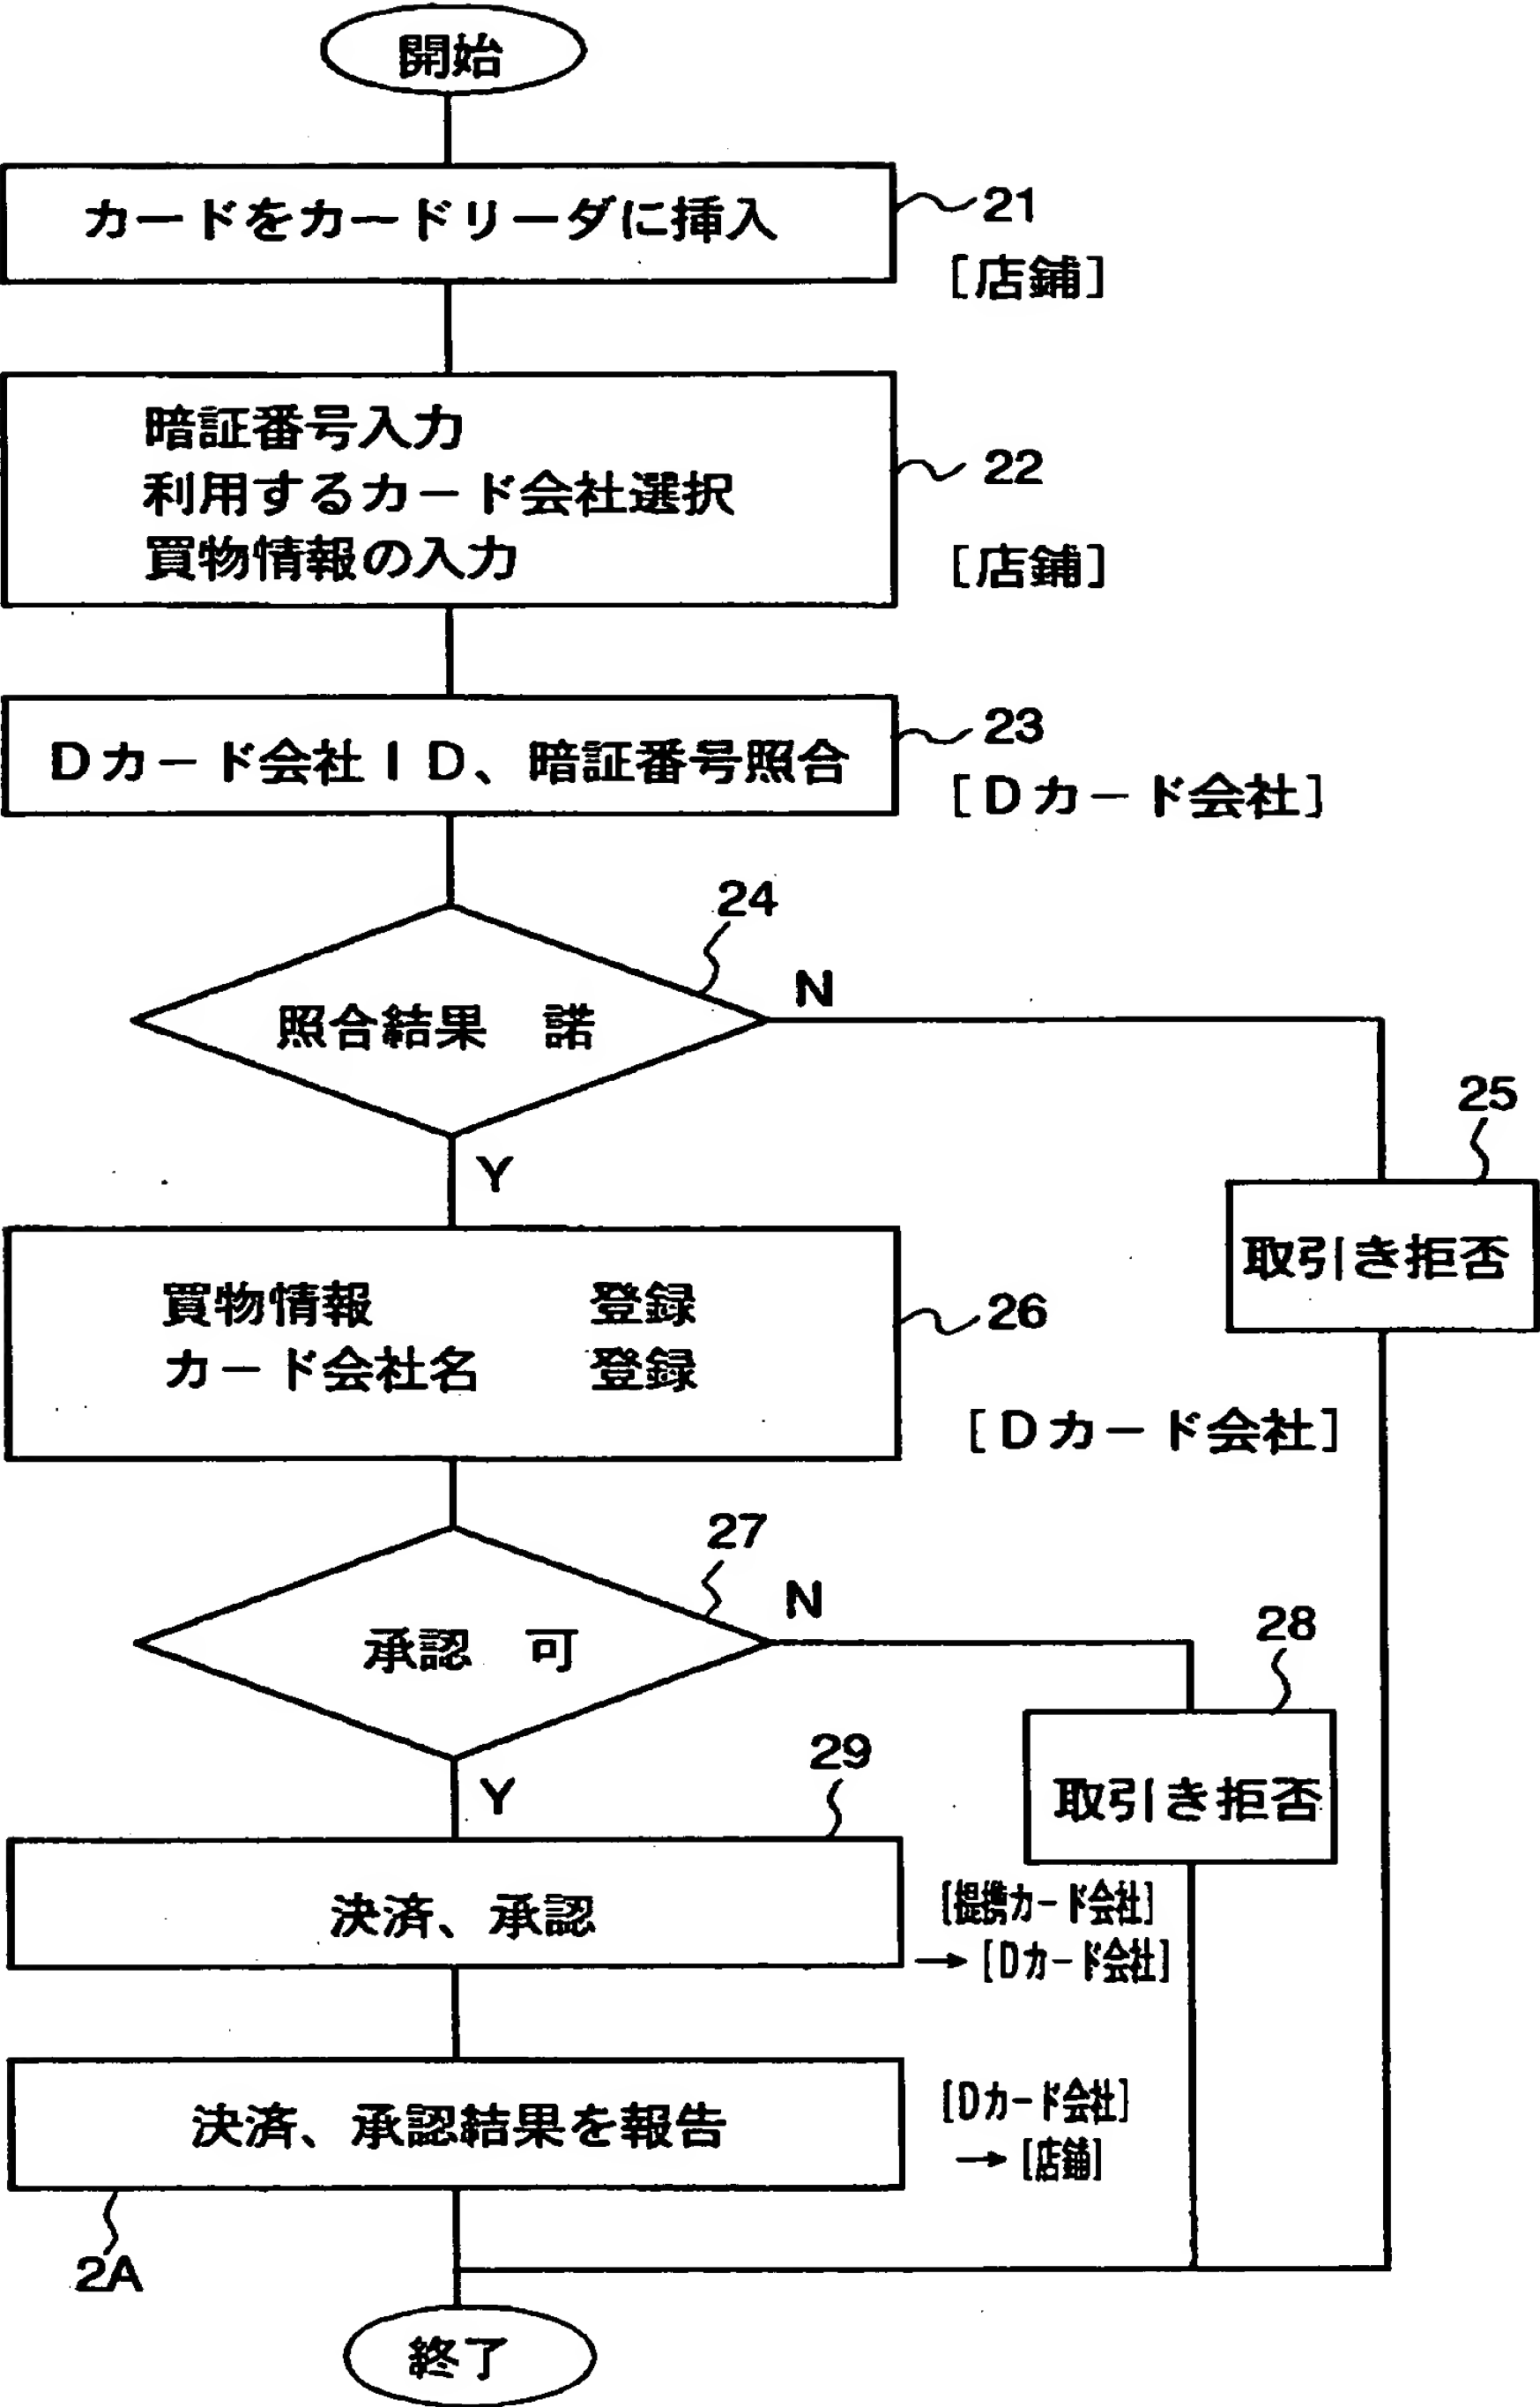 開始
カードをカードリーダに挿入
21
[店舗]
暗証番号入力
利用するカード会社選択
買物情報の入力
22
[店舗]
Dカード会社ID、暗証番号照合
23
[Dカード会社]
24
照合結果 諾
N
Y
25
取引き拒否
買物情報 登録
カード会社名 登録
26
[Dカード会社]
27
承認 可
N
Y
28
取引き拒否
29
決済、承認
[提携カード会社]
→[Dカード会社]
決済、承認結果を報告
[Dカード会社]
→[店舗]
2A
終了